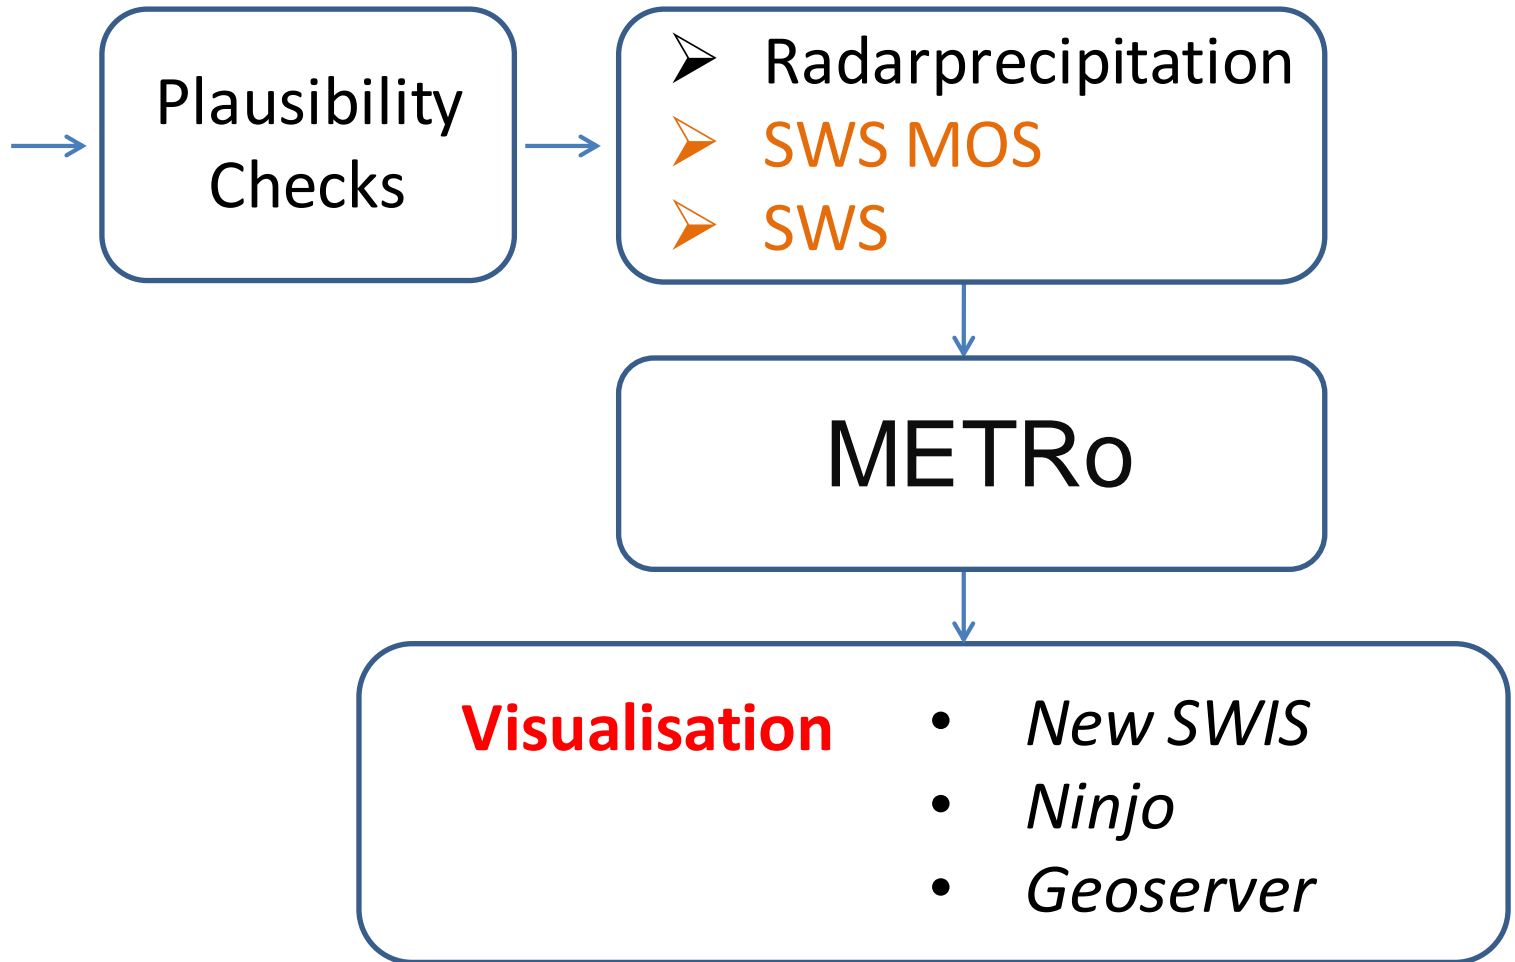 Plausibility
Checks
Radarprecipitation
SWS MOS
SWS
METRo
Visualisation
• New SWIS
• Ninjo
• Geoserver